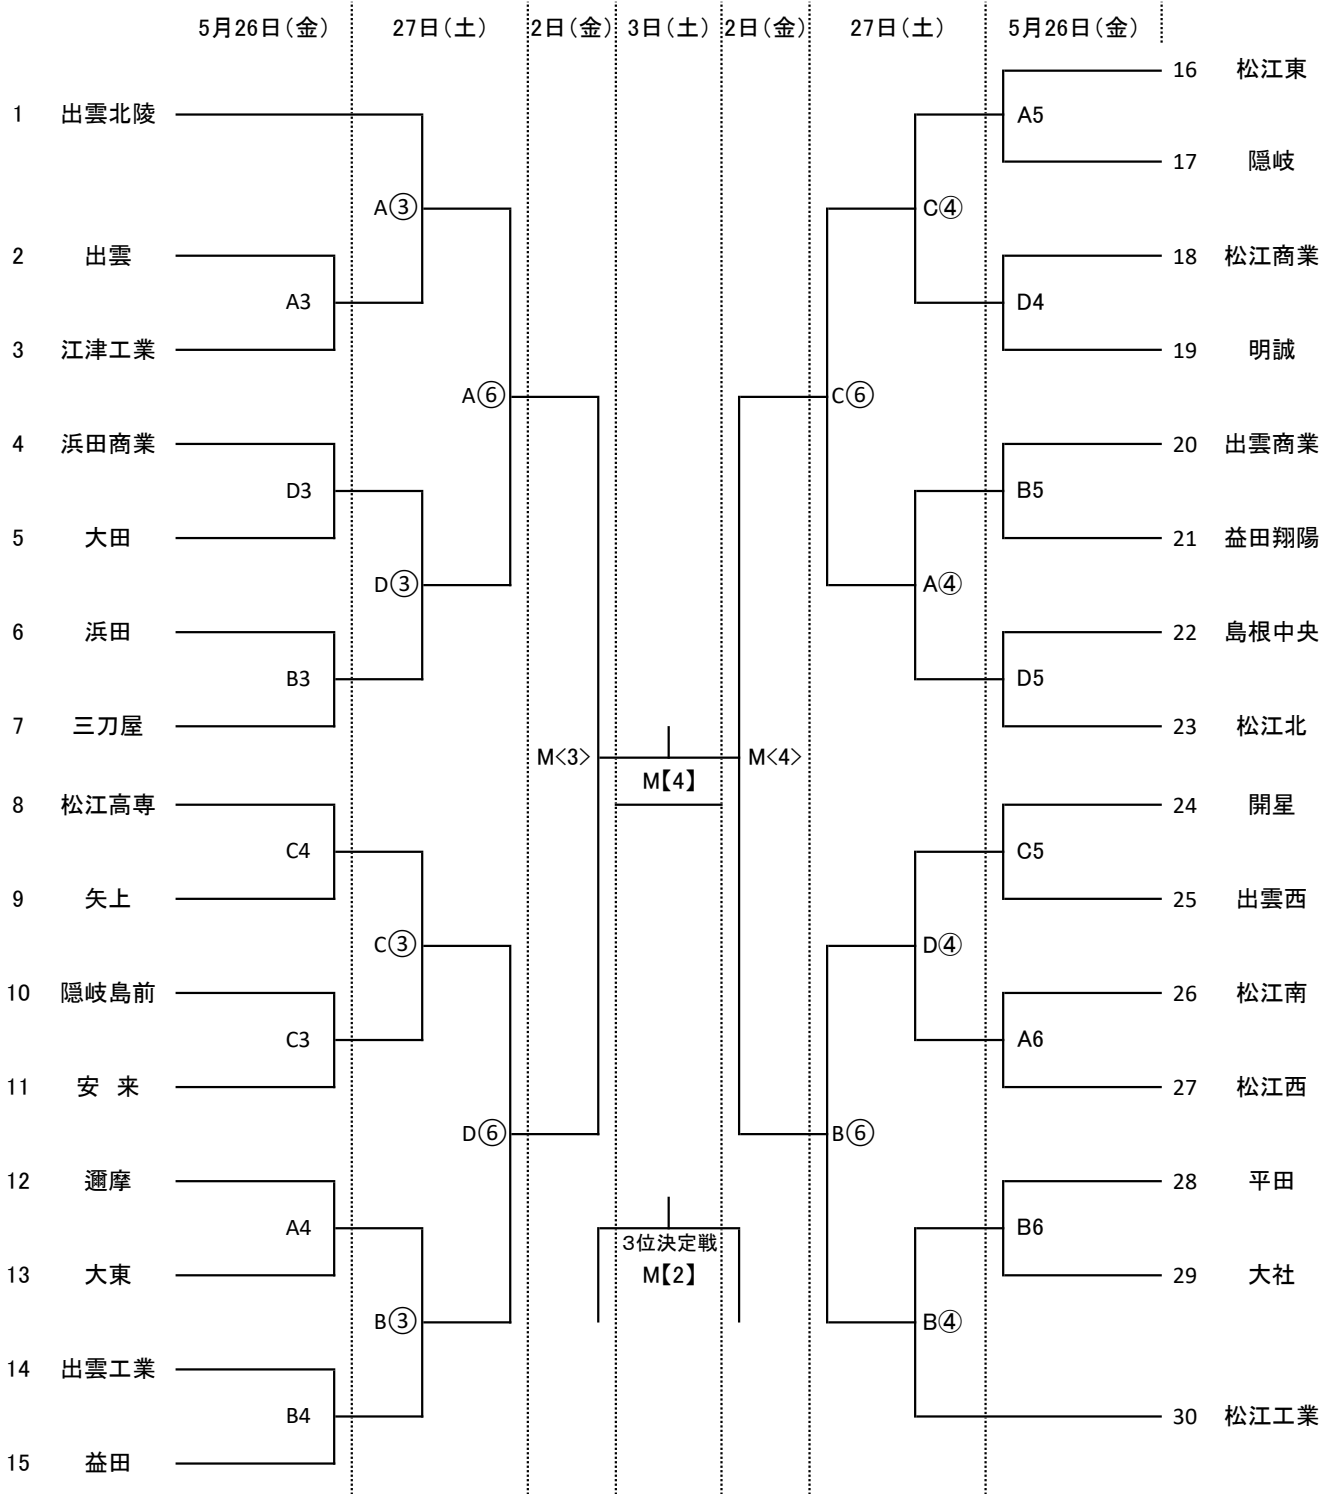 5月26日（金） 27日（土） 2日（金） 3日（土） 2日（金） 27日（土） 5月26日（金）
16 松江東
1 出雲北陵
A5
17 隠岐
A③
C④
2 出雲
18 松江商業
A3
D4
3 江津工業
19 明誠
A⑥
C⑥
4 浜田商業
20 出雲商業
D3
B5
5 大田
21 益田翔陽
D③
A④
6 浜田
22 島根中央
B3
D5
7 三刀屋
23 松江北
M<3>
M<4>
M【4】
8 松江高専
24 開星
C4
C5
9 矢上
25 出雲西
C③
D④
10 隠岐島前
26 松江南
C3
A6
11 安 来
27 松江西
D⑥
B⑥
12 邇摩
28 平田
A4
B6
3位決定戦
13 大東
M【2】
29 大社
B③
B④
14 出雲工業
B4
30 松江工業
15 益田